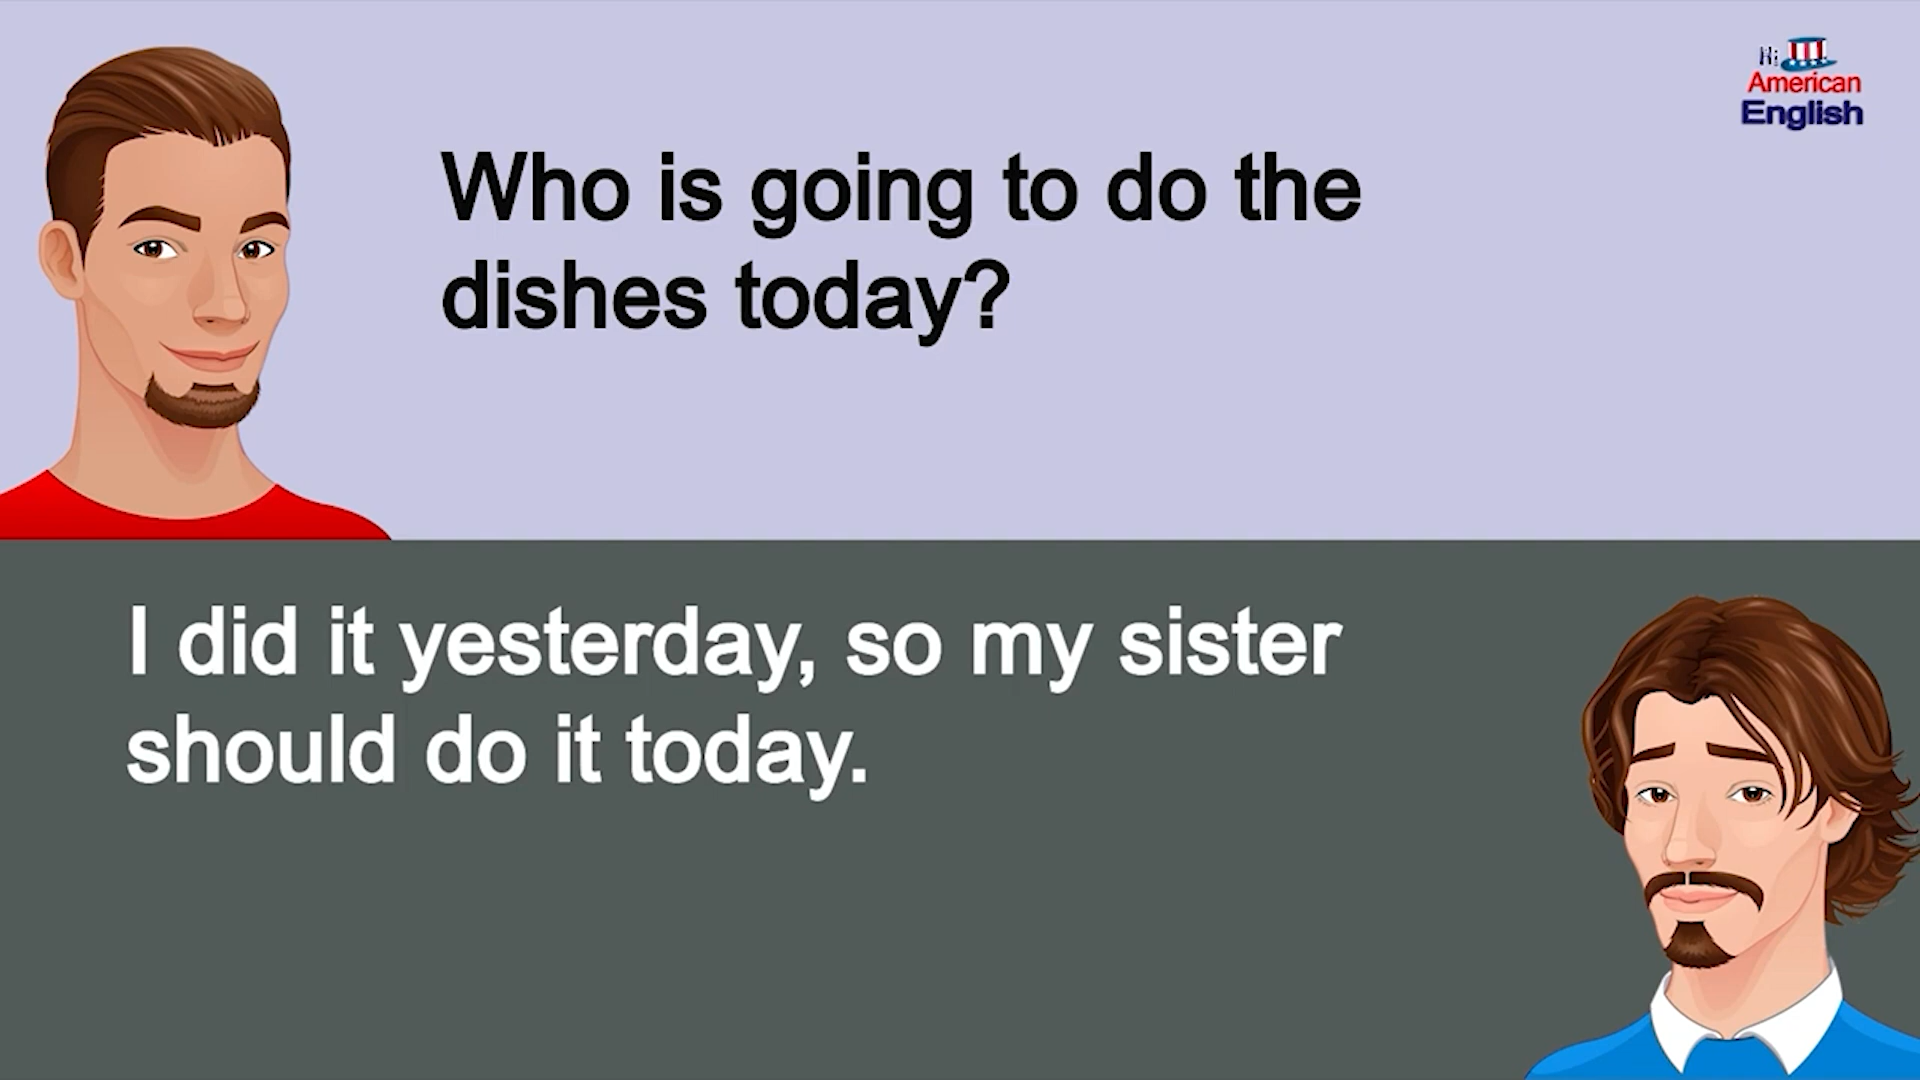 Hi
American
English
Who is going to do the
dishes today?
I did it yesterday, so my sister
should do it today.